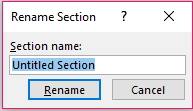 Rename Section ? ×
Section name:
Untitled Section
Rename Cancel